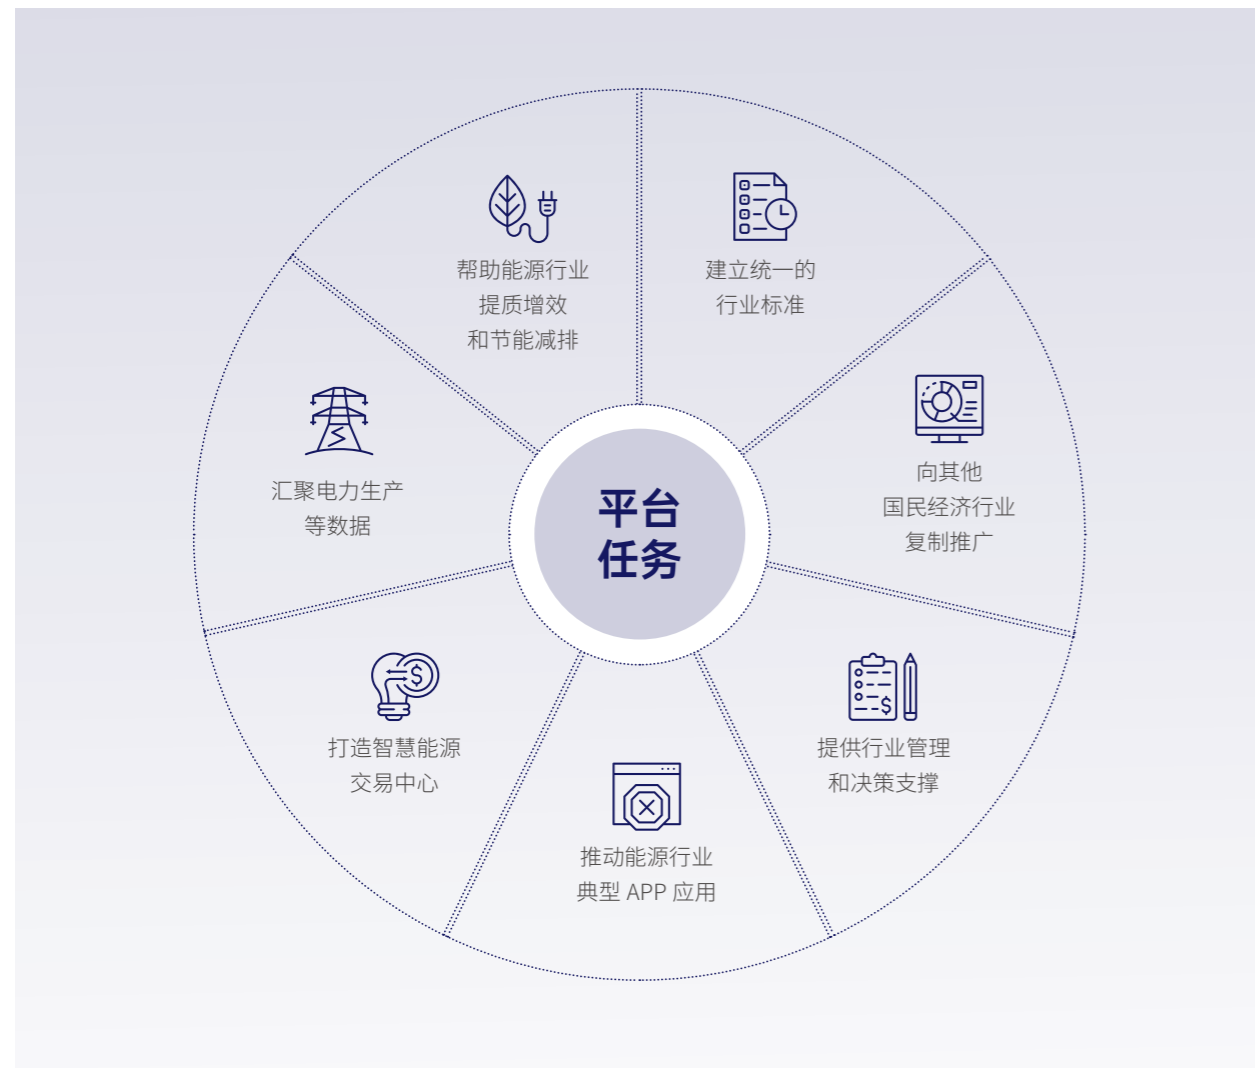 帮助能源行业
提质增效
和节能减排
建立统一的
行业标准
向其他
国民经济行业
复制推广
汇聚电力生产
等数据
平台
任务
打造智慧能源
交易中心
提供行业管理
和决策支撑
推动能源行业
典型 APP 应用